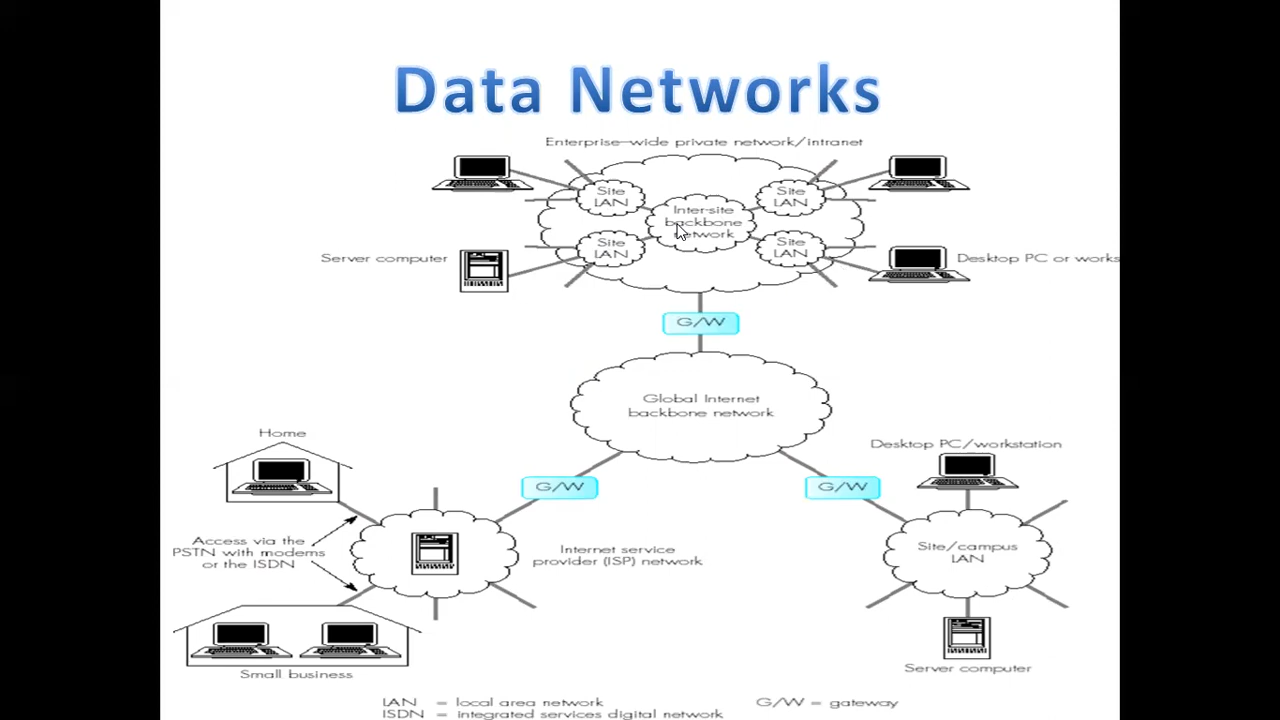 Data Networks
Enterprise-wide private network/intranet
Site
LAN
Site
LAN
Inter-site
backbone
network
Site
LAN
Site
LAN
Server computer
Desktop PC or works
G/W
Global Internet
backbone network
Home
Desktop PC/workstation
G/W
G/W
Access via the
PSTN with modems
or the ISDN
Internet service
provider (ISP) network
Site/campus
LAN
Small business
Server computer
LAN = local area network
G/W = gateway
ISDN = integrated services digital network